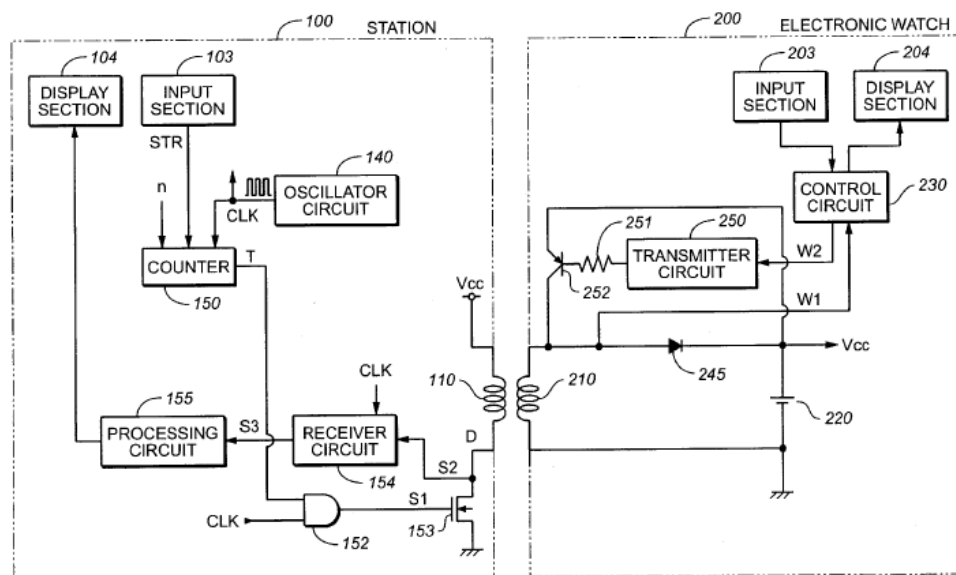 100
STATION
200
ELECTRONIC WATCH
104
103
203
204
DISPLAY
SECTION
INPUT
SECTION
INPUT
SECTION
DISPLAY
SECTION
STR
140
n
OSCILLATOR
CIRCUIT
CLK
CONTROL
CIRCUIT
230
251
250
COUNTER
T
TRANSMITTER
CIRCUIT
W2
150
252
Vcc
W1
Vcc
CLK
110
210
245
155
220
PROCESSING
CIRCUIT
S3
RECEIVER
CIRCUIT
D
154
S2
S1
CLK
152
153